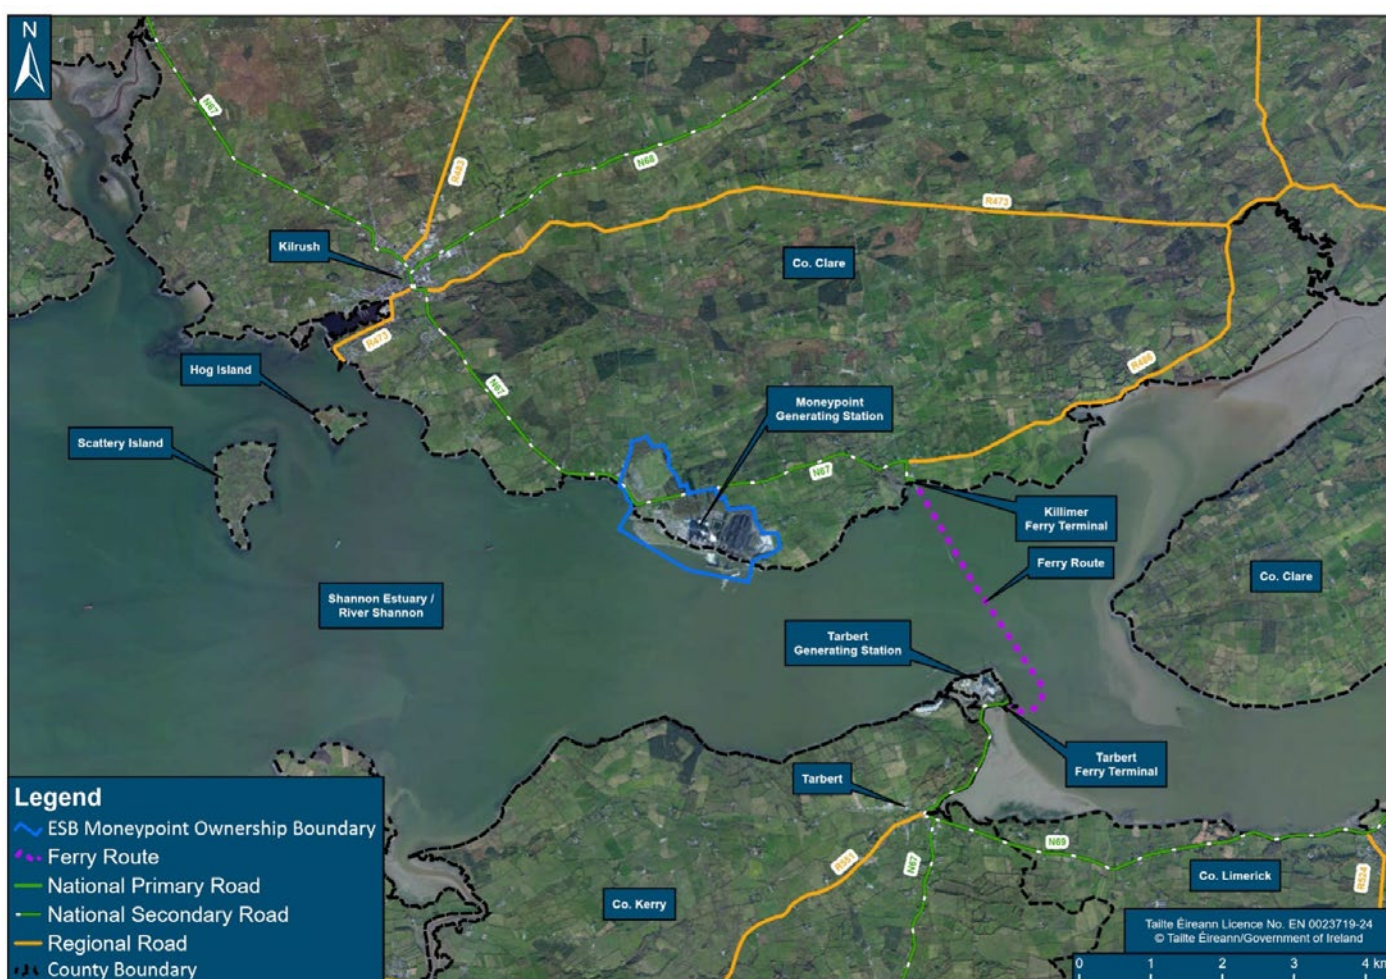 N
N67
R483
N68
R473
Kilrush
Co. Clare
R473
Hog Island
N67
R486
Moneypoint
Generating Station
Scattery Island
N67
Killimer
Ferry Terminal
Ferry Route
Co. Clare
Shannon Estuary /
River Shannon
Tarbert
Generating Station
Tarbert
Ferry Terminal
Tarbert
R551
N67
N69
Co. Limerick
R524
Co. Kerry
Legend
ESB Moneypoint Ownership Boundary
Ferry Route
National Primary Road
National Secondary Road
Regional Road
County Boundary
Tailte Éireann Licence No. EN 0023719-24
© Tailte Éireann/Government of Ireland
0 1 2 3 4 km